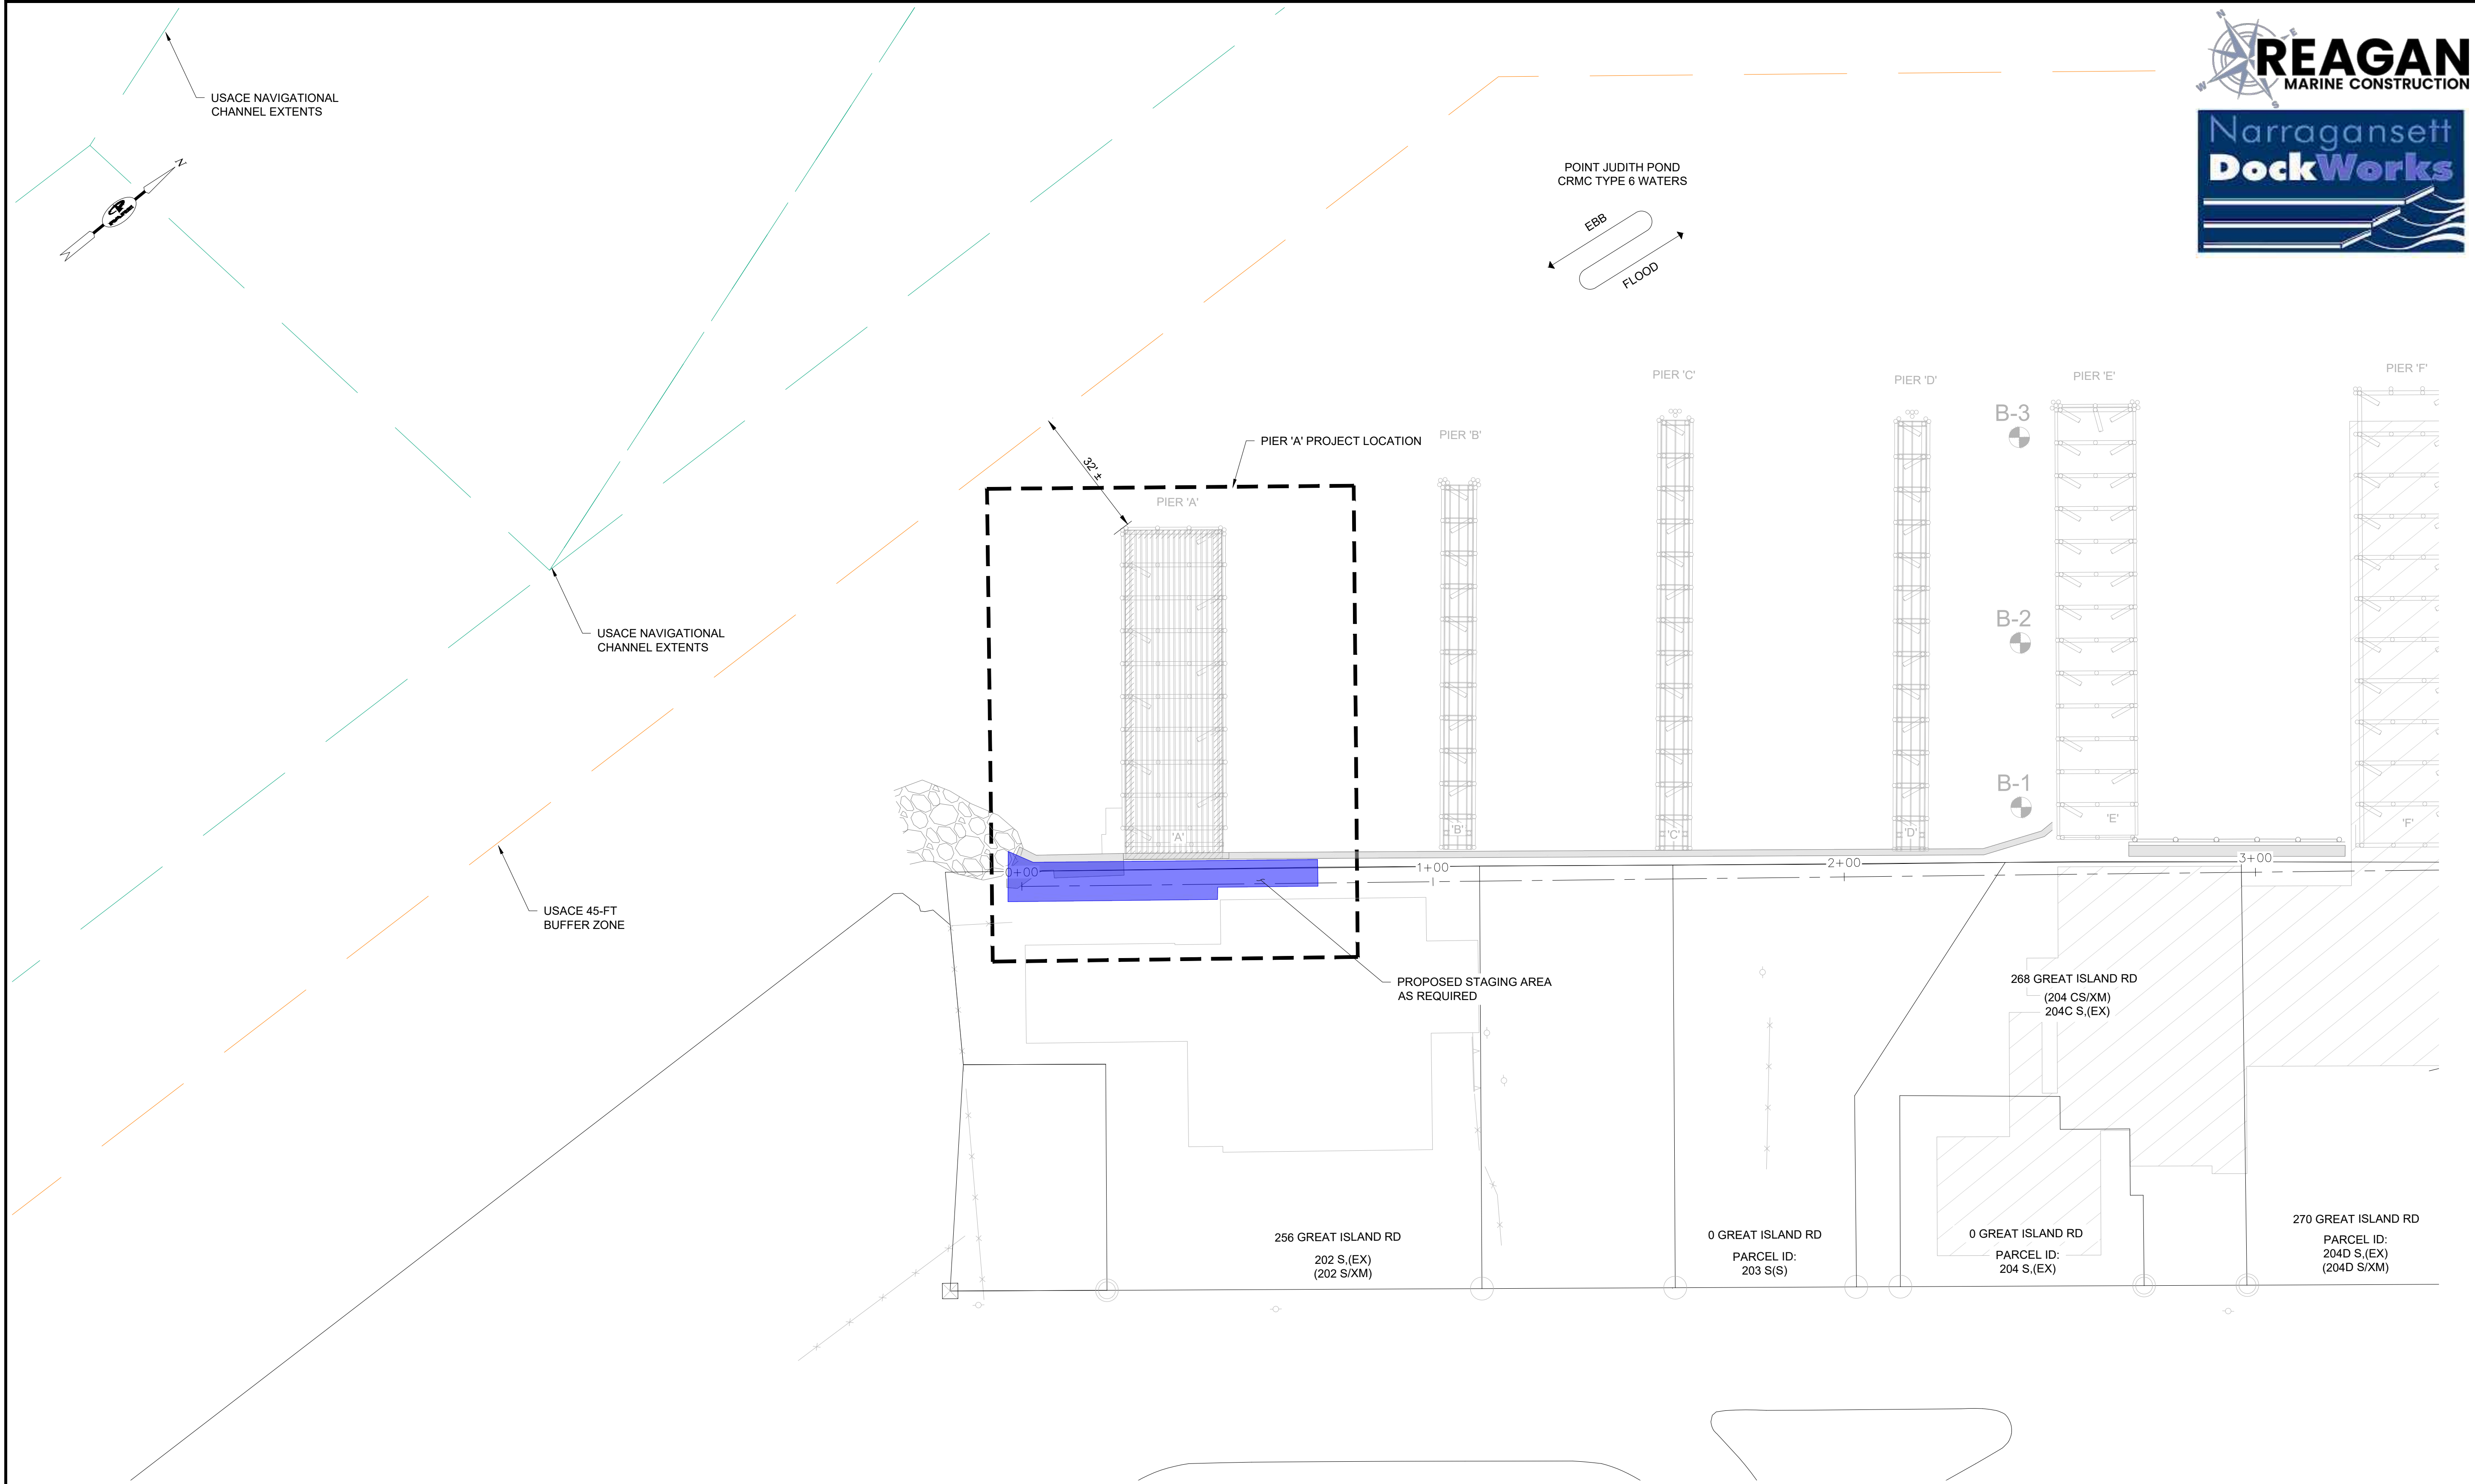 USACE NAVIGATIONAL
CHANNEL EXTENTS
N
N
E
S
W
W
REAGAN
MARINE CONSTRUCTION
Narragansett
DockWorks
POINT JUDITH POND
CRMC TYPE 6 WATERS
EBB
FLOOD
PIER 'A' PROJECT LOCATION
32' ±
PIER 'A'
PIER 'B'
PIER 'C'
PIER 'D'
PIER 'E'
PIER 'F'
B-3
B-2
B-1
USACE NAVIGATIONAL
CHANNEL EXTENTS
'A'
'B'
'C'
'D'
'E'
'F'
0+00
1+00
2+00
3+00
USACE 45-FT
BUFFER ZONE
PROPOSED STAGING AREA
AS REQUIRED
268 GREAT ISLAND RD
(204 CS/XM)
204C S,(EX)
256 GREAT ISLAND RD
202 S,(EX)
(202 S/XM)
0 GREAT ISLAND RD
PARCEL ID:
203 S(S)
0 GREAT ISLAND RD
PARCEL ID:
204 S,(EX)
270 GREAT ISLAND RD
PARCEL ID:
204D S,(EX)
(204D S/XM)